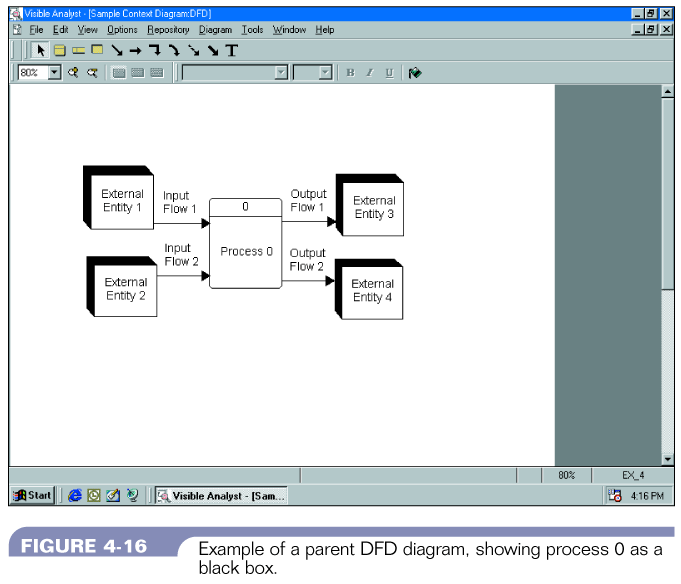 Visible Analyst - [Sample Context Diagram:DFD]
File Edit View Options Repository Diagram Tools Window Help
T
80% B I U
External
Entity 1
Input
Flow 1
0
Output
Flow 1
External
Entity 3
Input
Flow 2
Process 0
Output
Flow 2
External
Entity 2
External
Entity 4
80% EX_4
Start Visible Analyst - [Sam... 4:16 PM
FIGURE 4-16
Example of a parent DFD diagram, showing process 0 as a
black box.